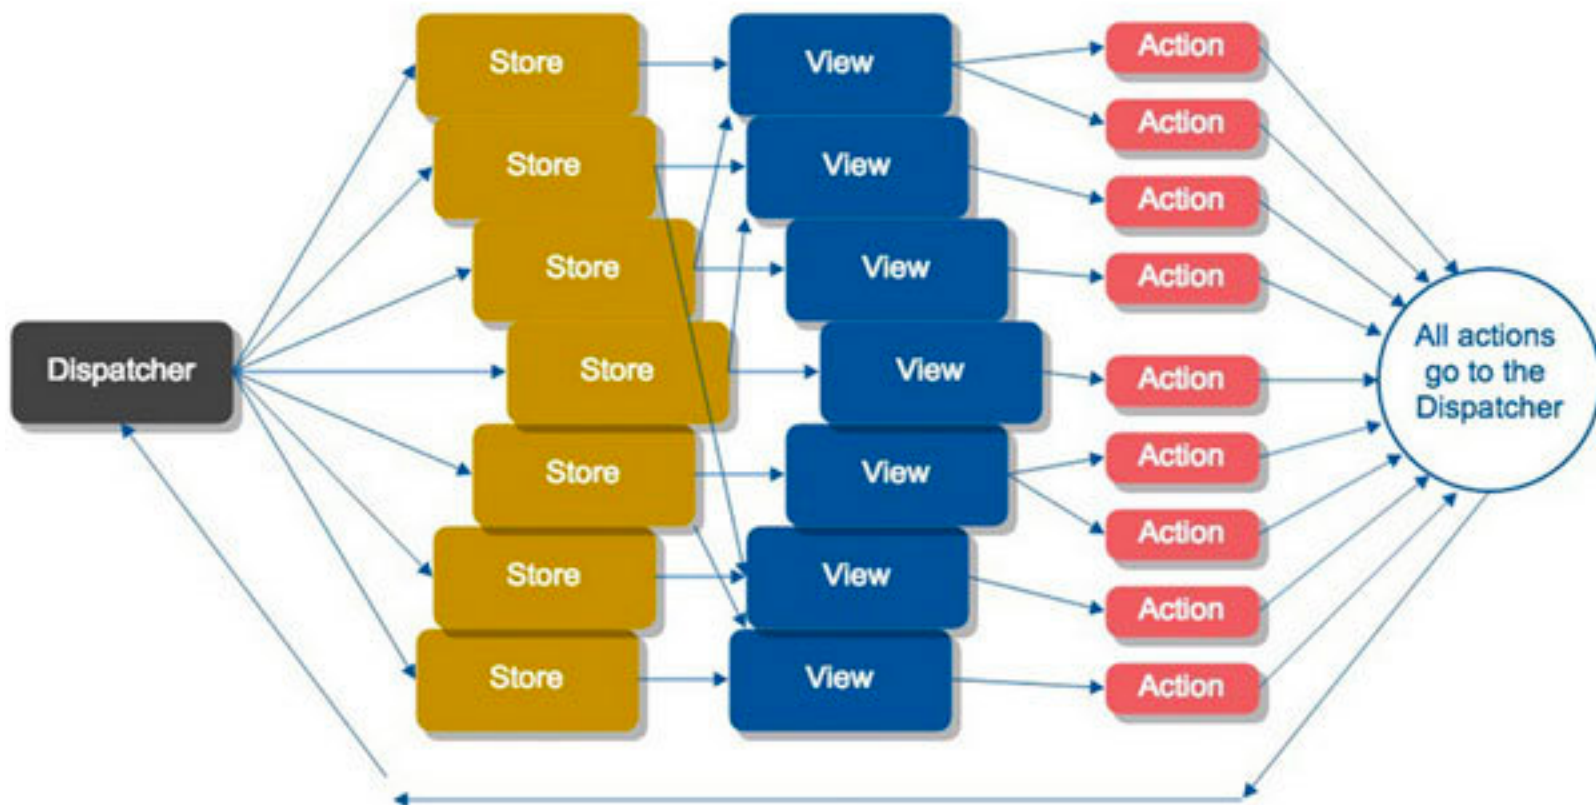 Store
View
Action
Action
Store
View
Action
Store
View
Action
Dispatcher
Store
View
Action
All actions
go to the
Dispatcher
Store
View
Action
Action
Store
View
Action
Store
View
Action